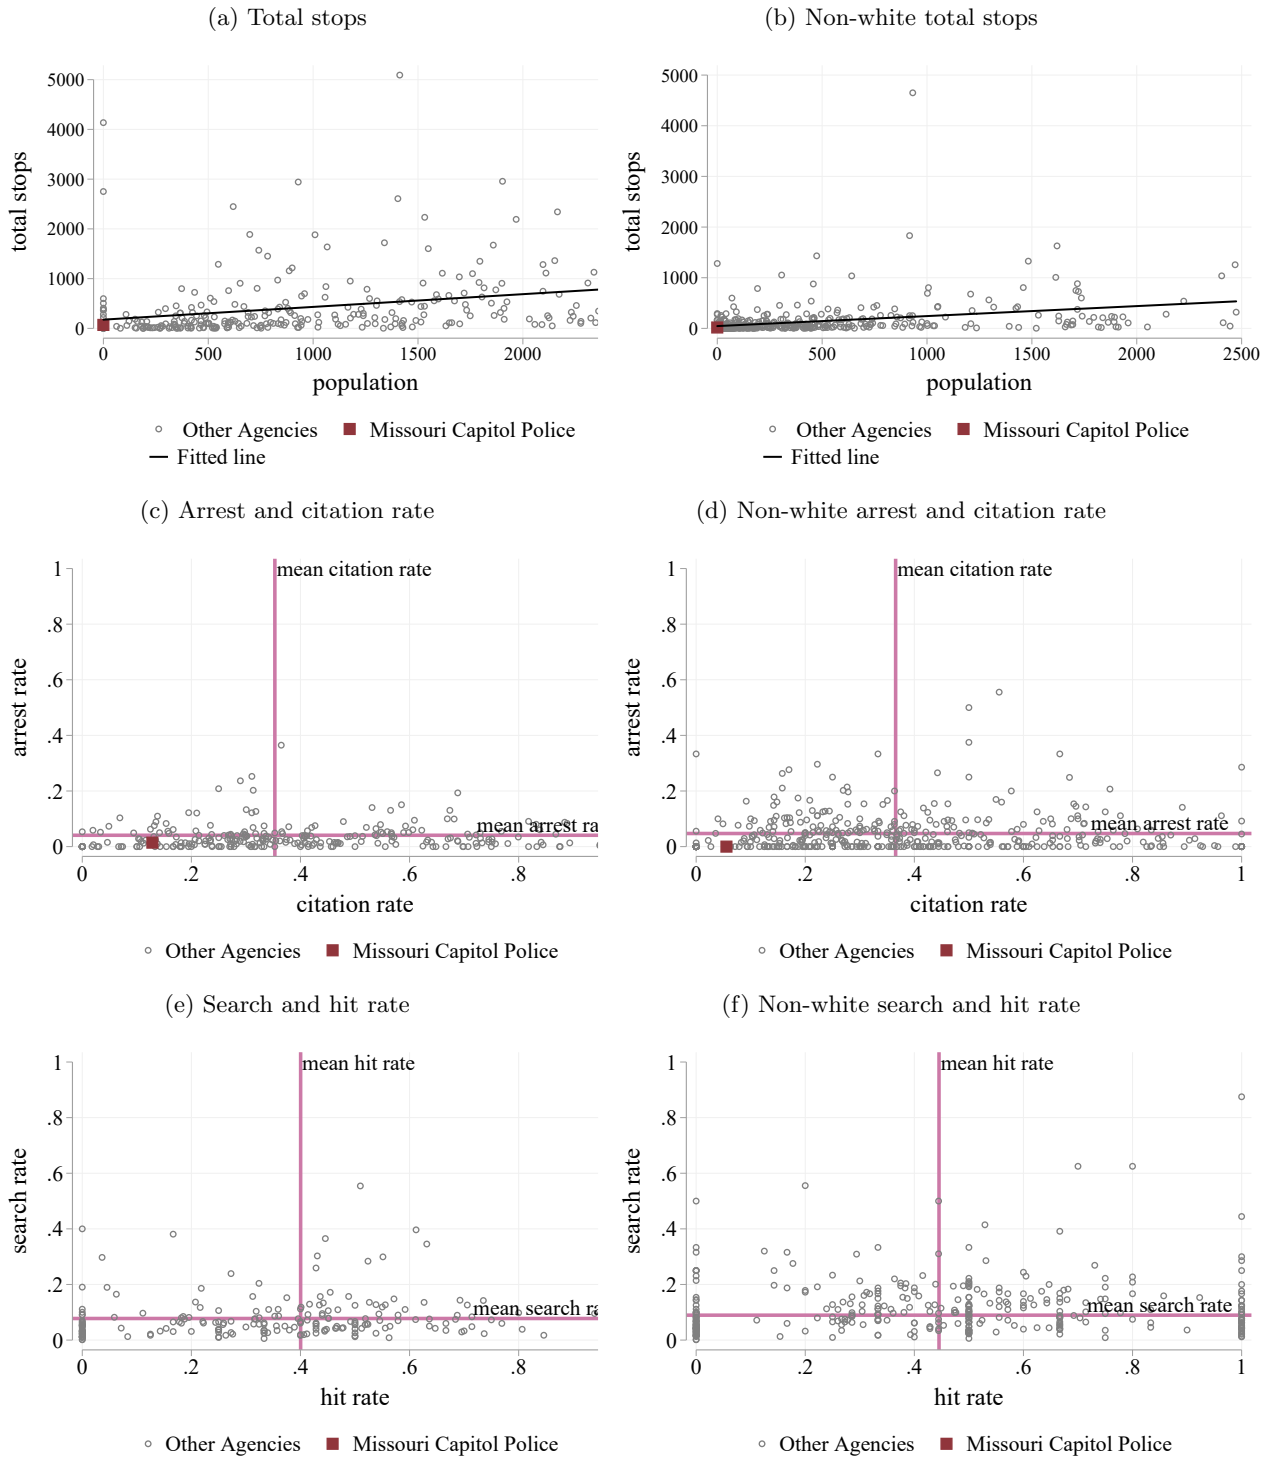 (a) Total stops
5000
4000
3000
2000
1000
0
total stops
0 500 1000 1500 2000
population
Other Agencies Missouri Capitol Police
Fitted line
(b) Non-white total stops
5000
4000
3000
2000
1000
0
total stops
0 500 1000 1500 2000 2500
population
Other Agencies Missouri Capitol Police
Fitted line
(c) Arrest and citation rate
mean citation rate
1
.8
.6
.4
.2
0
arrest rate
mean arrest ra
0 .2 .4 .6 .8
citation rate
Other Agencies Missouri Capitol Police
(d) Non-white arrest and citation rate
mean citation rate
1
.8
.6
.4
.2
0
arrest rate
mean arrest rate
0 .2 .4 .6 .8 1
citation rate
Other Agencies Missouri Capitol Police
(e) Search and hit rate
mean hit rate
1
.8
.6
.4
.2
0
search rate
mean search ra
0 .2 .4 .6 .8
hit rate
Other Agencies Missouri Capitol Police
(f) Non-white search and hit rate
mean hit rate
1
.8
.6
.4
.2
0
search rate
mean search rate
0 .2 .4 .6 .8 1
hit rate
Other Agencies Missouri Capitol Police